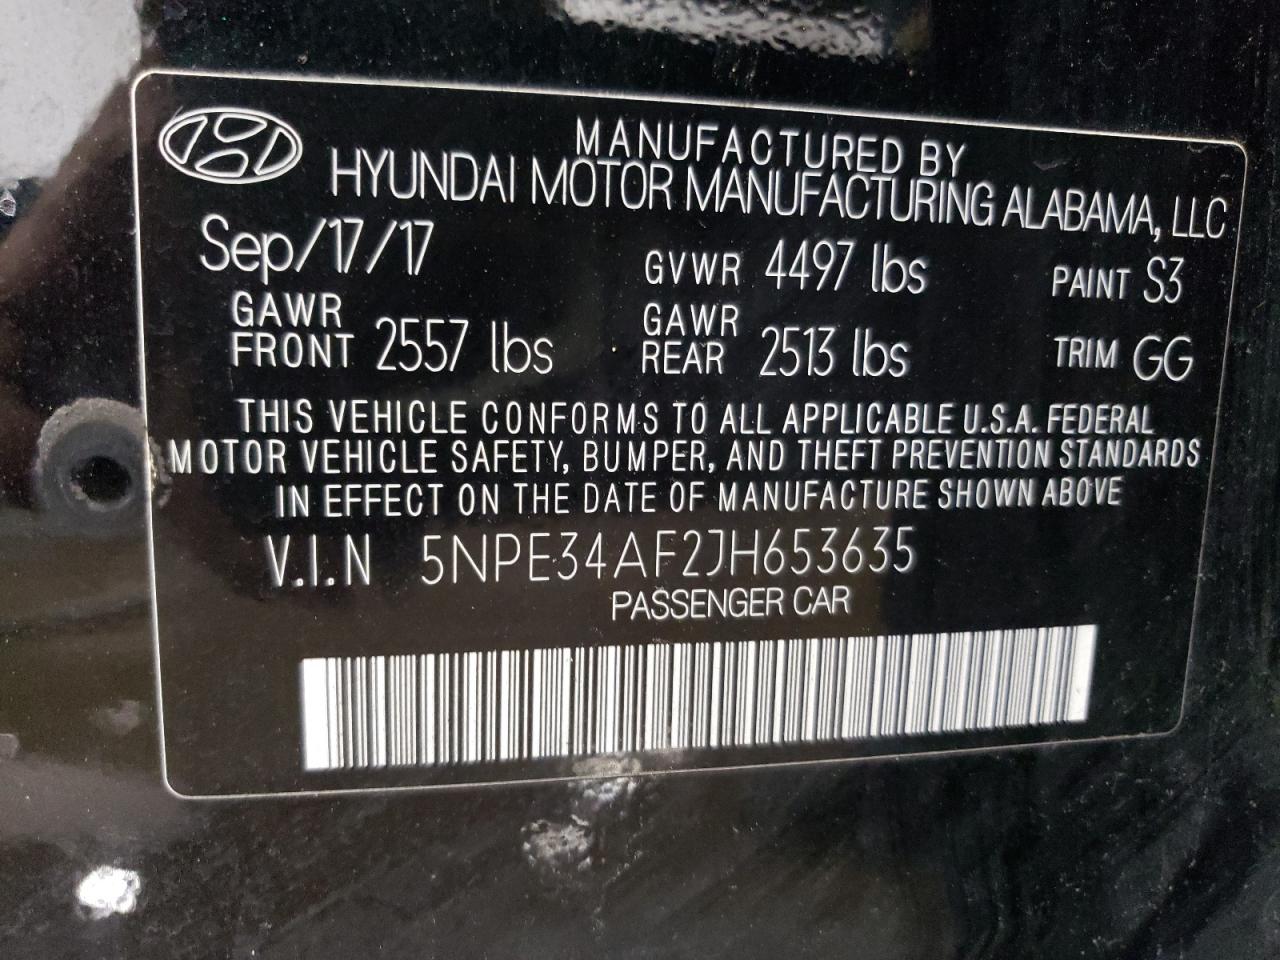 MANUFACTURED BY
HYUNDAI MOTOR MANUFACTURING ALABAMA, LLC
Sep/17/17 GVWR 4497 lbs PAINT S3
GAWR FRONT 2557 lbs GAWR REAR 2513 lbs TRIM GG
THIS VEHICLE CONFORMS TO ALL APPLICABLE U.S.A. FEDERAL
MOTOR VEHICLE SAFETY, BUMPER, AND THEFT PREVENTION STANDARDS
IN EFFECT ON THE DATE OF MANUFACTURE SHOWN ABOVE
V.I.N 5NPE34AF2JH653635
PASSENGER CAR